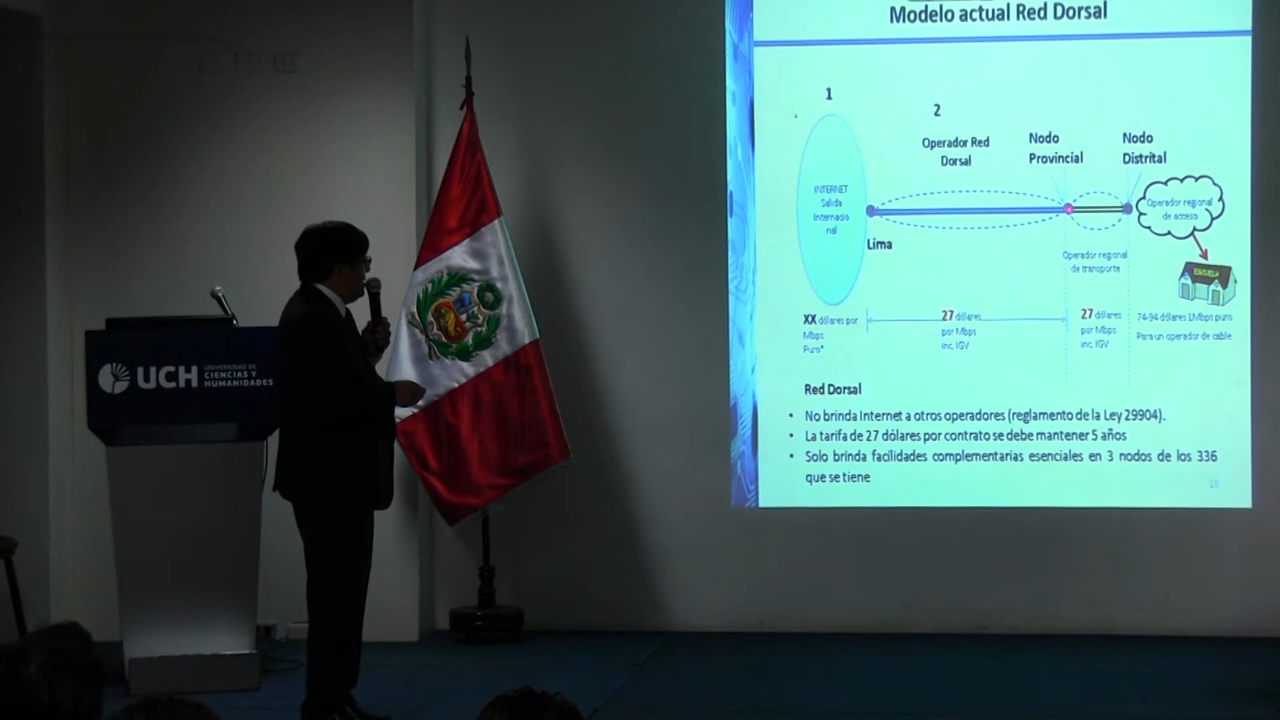 UCH
UNIVERSIDAD DE
CIENCIAS Y
HUMANIDADES
Modelo actual Red Dorsal
1
2
Operador Red
Dorsal
Nodo
Provincial
Nodo
Distrital
INTERNET
Salida
Internacio
nal
Operador regional
de acceso
Lima
Operador regional
de transporte
ESCUELA
XX dólares por
Mbps
Puro*
27 dólares
por Mbps
inc. IGV
27 dólares
por Mbps
inc. IGV
74-94 dólares 1Mbps puro
Para un operador de cable
Red Dorsal
• No brinda Internet a otros operadores (reglamento de la Ley 29904).
• La tarifa de 27 dólares por contrato se debe mantener 5 años
• Solo brinda facilidades complementarias esenciales en 3 nodos de los 336
que se tiene